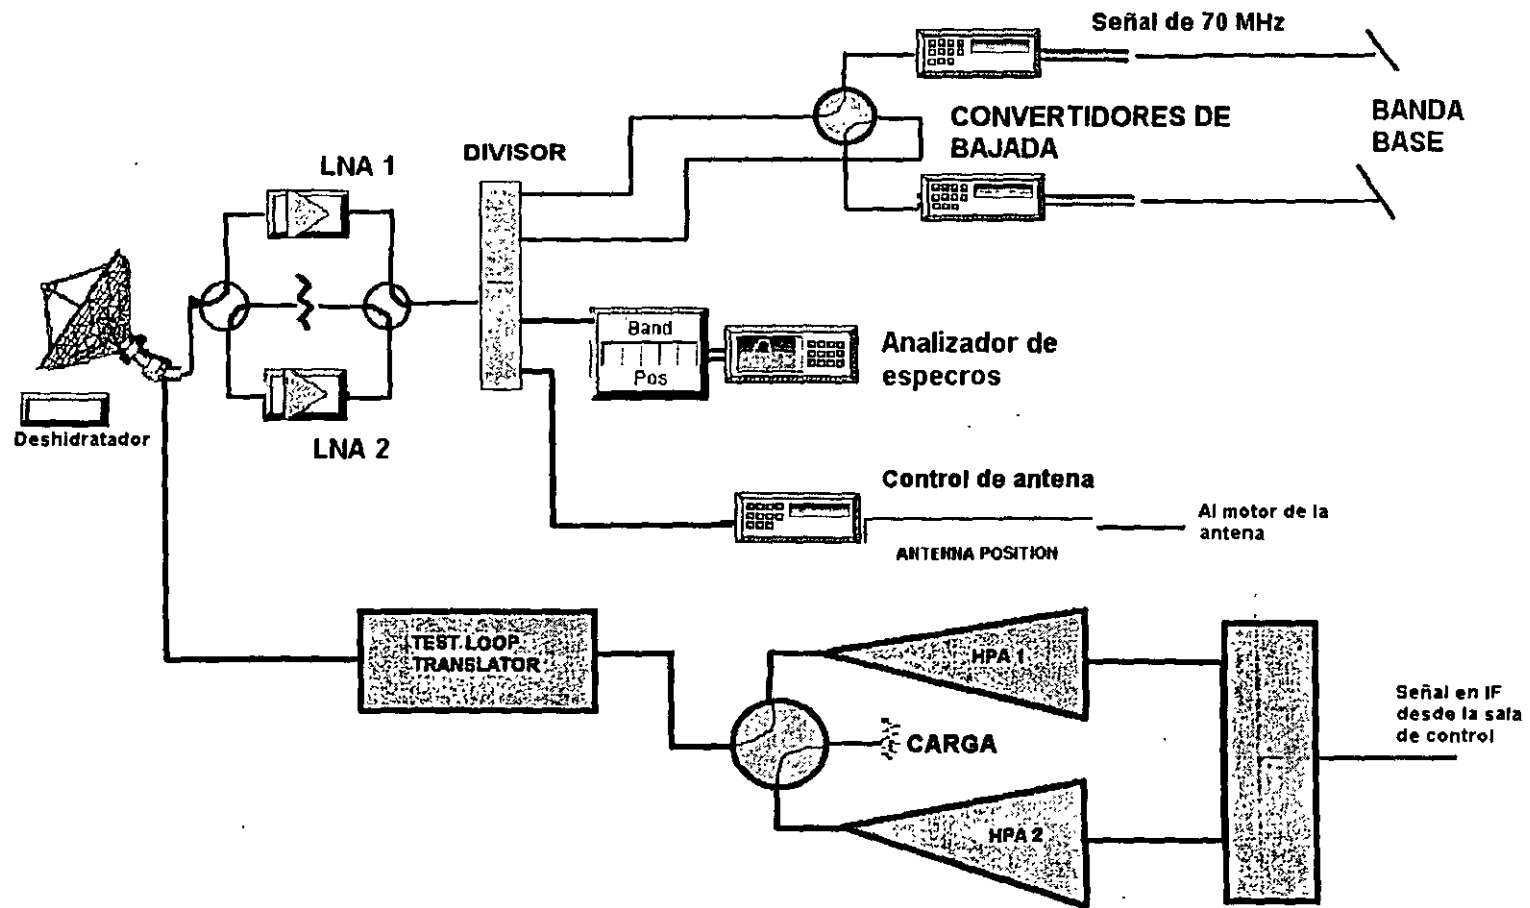 Señal de 70 MHz
CONVERTIDORES DE
BAJADA
BANDA
BASE
DIVISOR
LNA 1
LNA 2
Deshidratador
Band
Pos
Analizador de
especros
Control de antena
ANTENNA POSITION
Al motor de la
antena
TEST LOOP
TRANSLATOR
HPA 1
CARGA
HPA 2
Señal en IF
desde la sala
de control